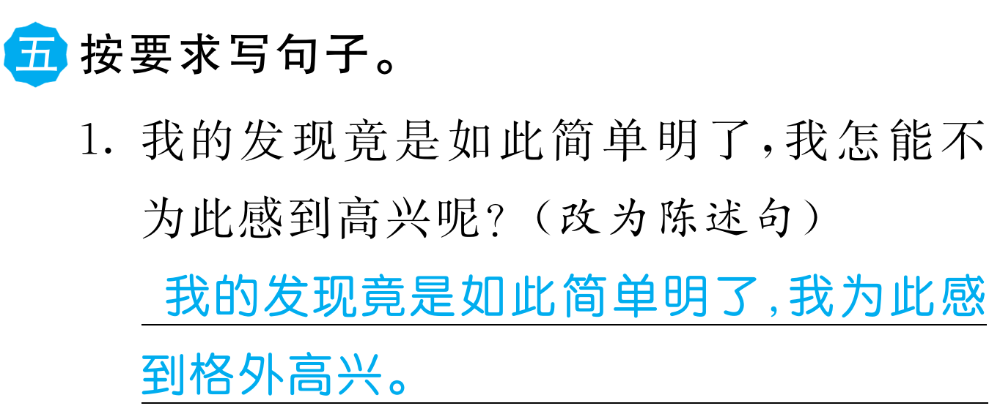 五 按要求写句子。
1. 我的发现竟是如此简单明了,我怎能不
为此感到高兴呢?(改为陈述句)
我的发现竟是如此简单明了,我为此感
到格外高兴。